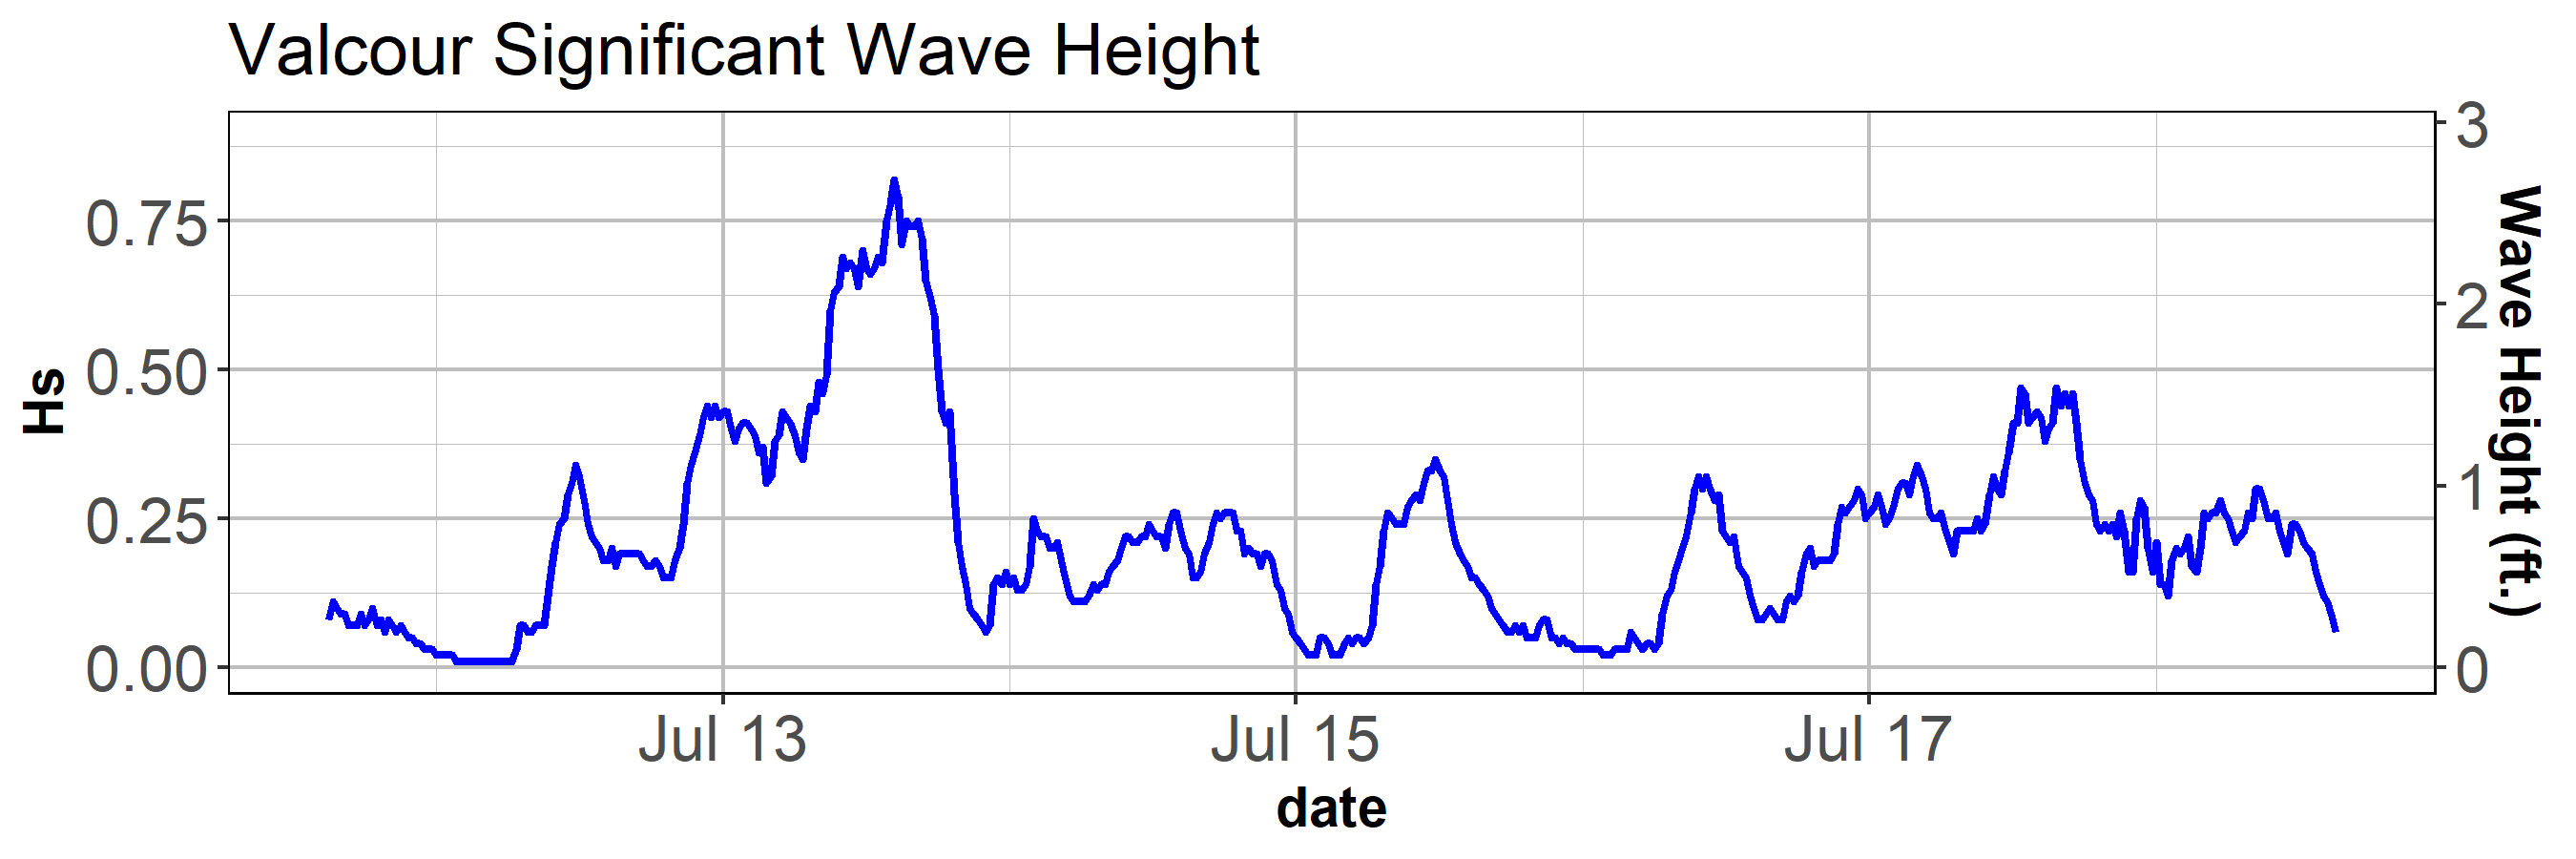 Valcour Significant Wave Height
3
0.75
2
0.50
1
0.25
0.00
0
Hs
Wave Height (ft.)
Jul 13
Jul 15
Jul 17
date